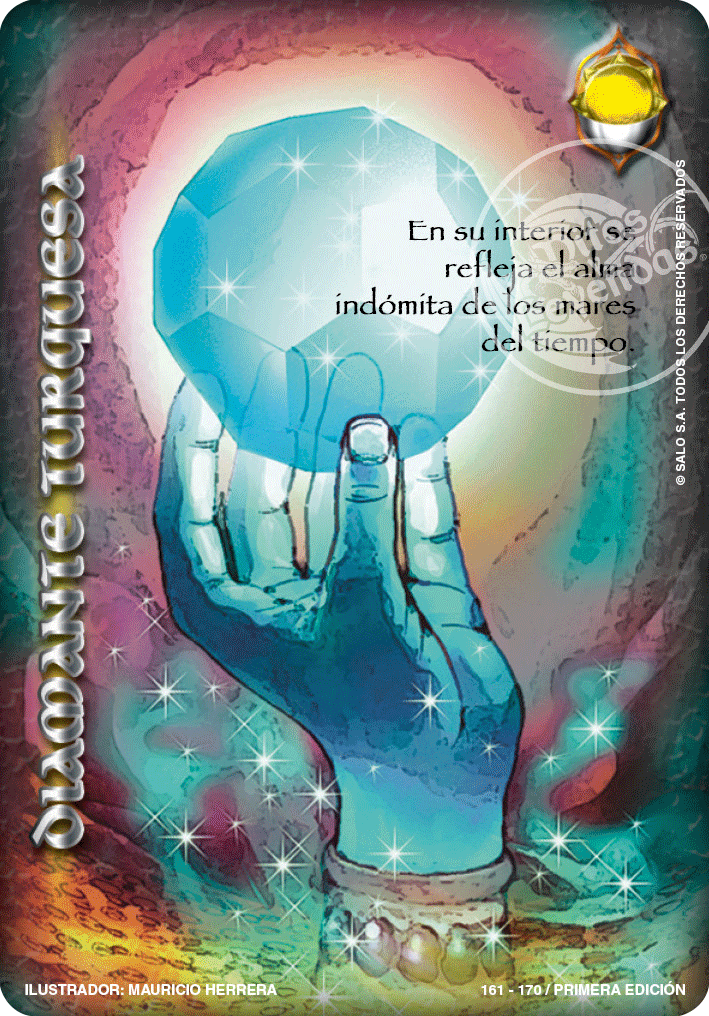 DIAMANTE TURQUESA
En su interior se
refleja el alma
indómita de los mares
del tiempo.
© SALO S.A. TODOS LOS DERECHOS RESERVADOS
ILUSTRADOR: MAURICIO HERRERA
161 - 170 / PRIMERA EDICIÓN